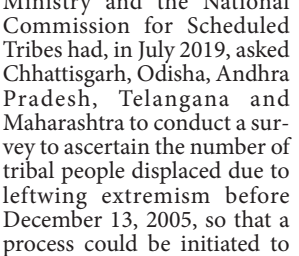 Ministry and the National
Commission for Scheduled
Tribes had, in July 2019, asked
Chhattisgarh, Odisha, Andhra
Pradesh, Telangana and
Maharashtra to conduct a sur-
vey to ascertain the number of
tribal people displaced due to
leftwing extremism before
December 13, 2005, so that a
process could be initiated to